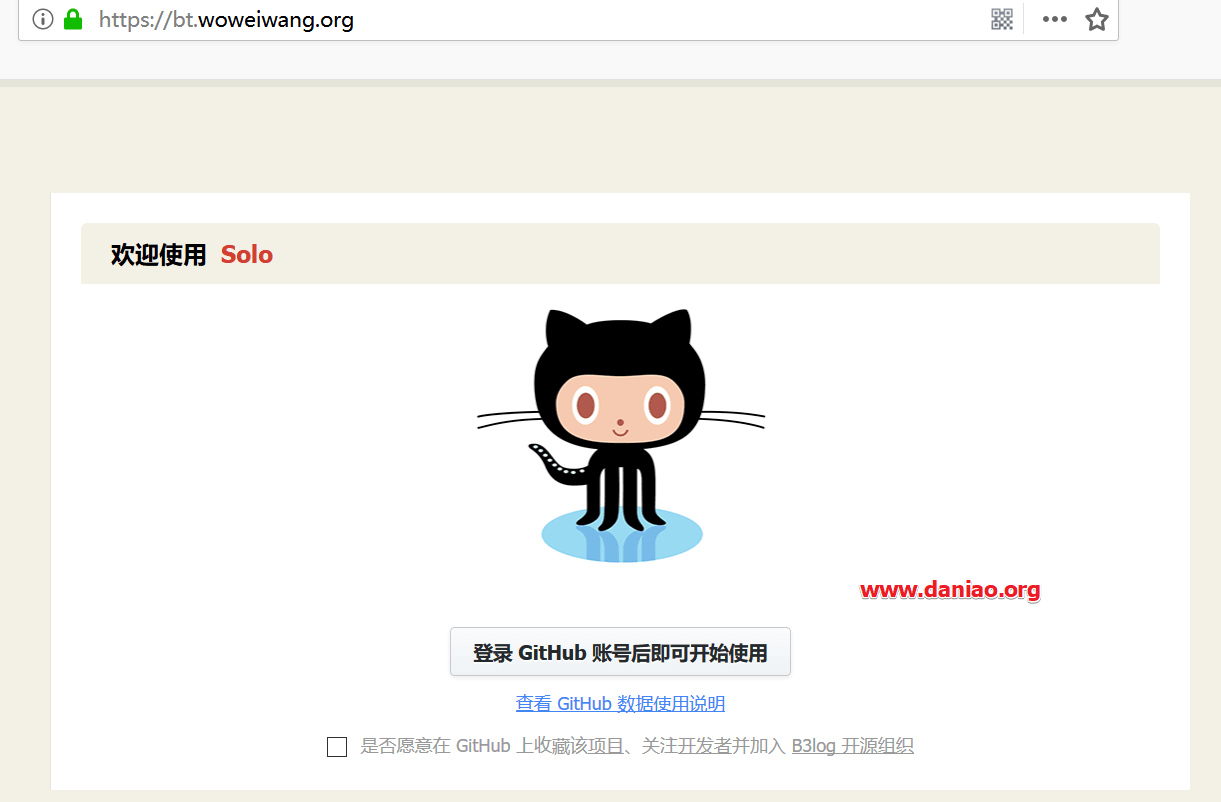 https://bt.woweiwang.org
欢迎使用 Solo
www.daniao.org
登录 GitHub 账号后即可开始使用
查看 GitHub 数据使用说明
是否愿意在 GitHub 上收藏该项目、关注开发者并加入 B3log 开源组织